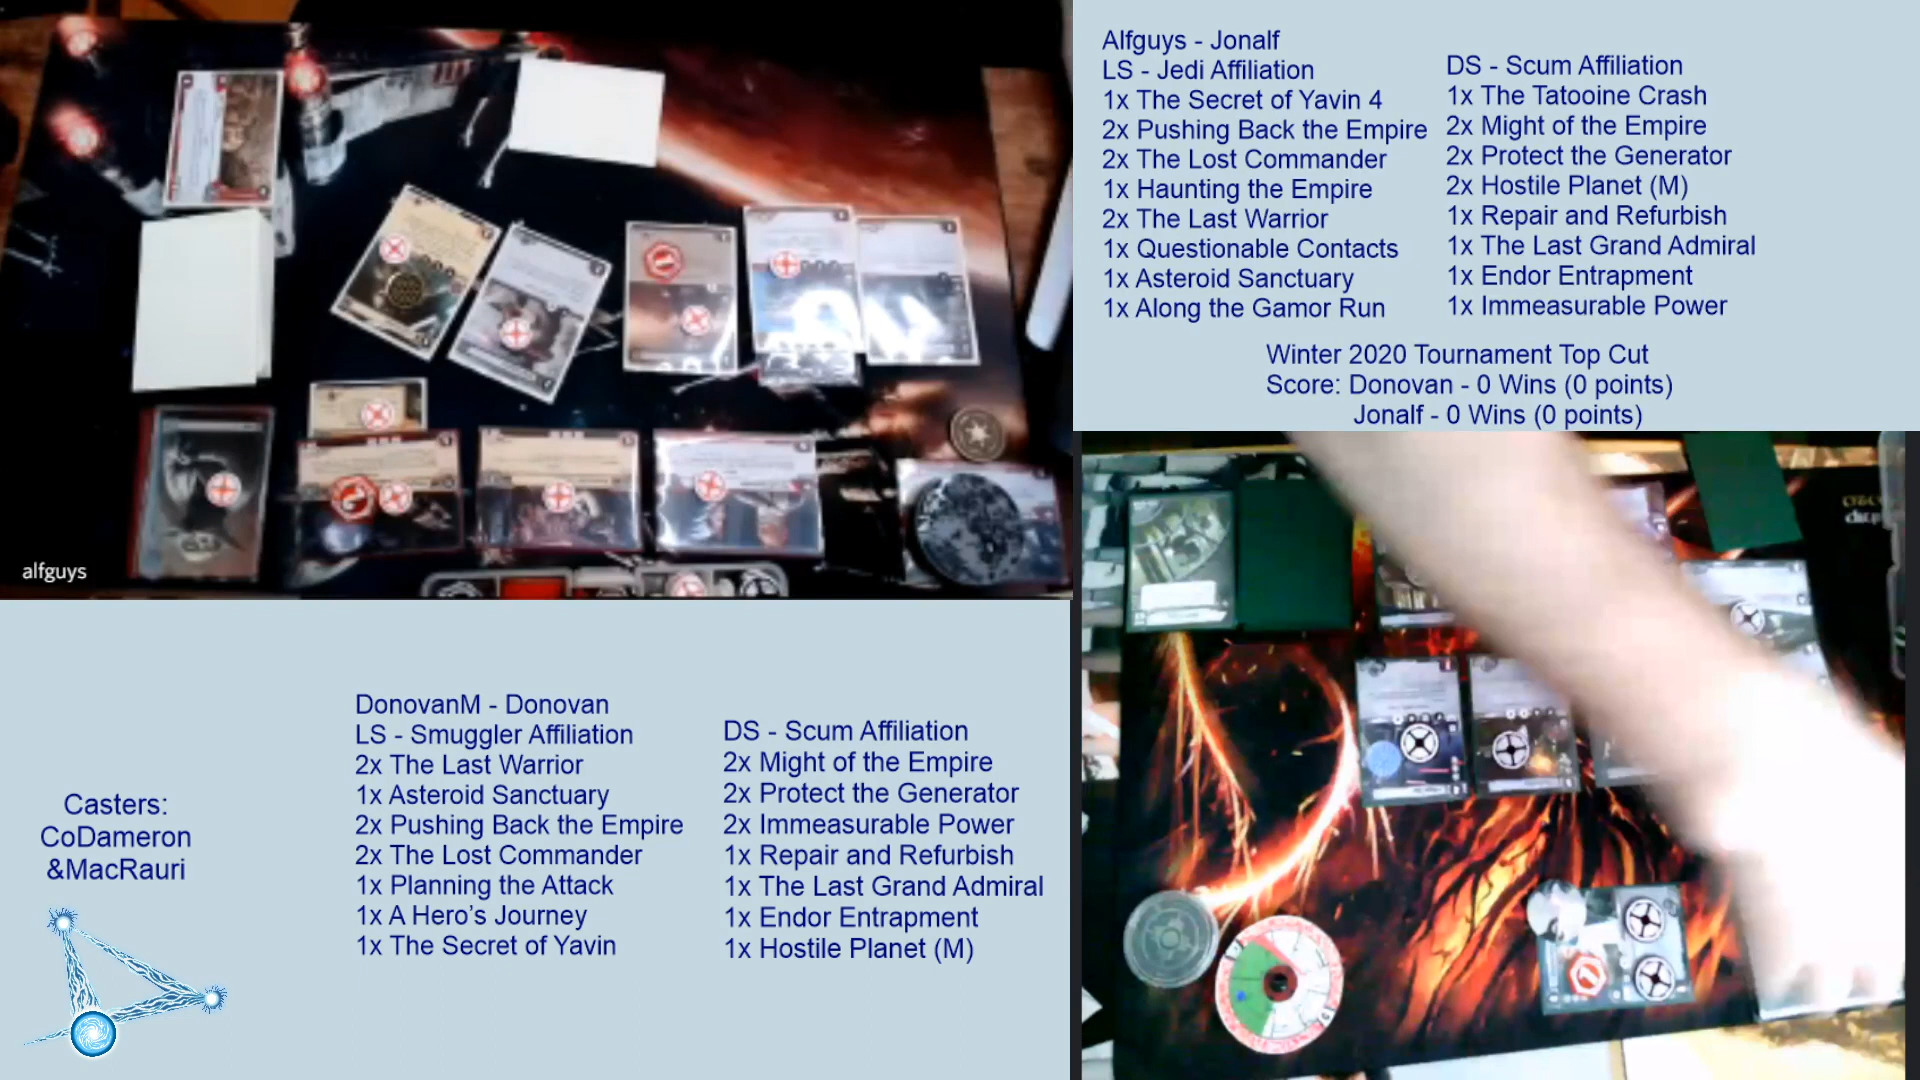 Alfguys - Jonalf
LS - Jedi Affiliation
1x The Secret of Yavin 4
2x Pushing Back the Empire
2x The Lost Commander
1x Haunting the Empire
2x The Last Warrior
1x Questionable Contacts
1x Asteroid Sanctuary
1x Along the Gamor Run
DS - Scum Affiliation
1x The Tatooine Crash
2x Might of the Empire
2x Protect the Generator
2x Hostile Planet (M)
1x Repair and Refurbish
1x The Last Grand Admiral
1x Endor Entrapment
1x Immeasurable Power
Winter 2020 Tournament Top Cut
Score: Donovan - 0 Wins (0 points)
Jonalf - 0 Wins (0 points)
alfguys
DonovanM - Donovan
LS - Smuggler Affiliation
2x The Last Warrior
1x Asteroid Sanctuary
2x Pushing Back the Empire
2x The Lost Commander
1x Planning the Attack
1x A Hero's Journey
1x The Secret of Yavin
DS - Scum Affiliation
2x Might of the Empire
2x Protect the Generator
2x Immeasurable Power
1x Repair and Refurbish
1x The Last Grand Admiral
1x Endor Entrapment
1x Hostile Planet (M)
Casters:
CoDameron
&MacRauri